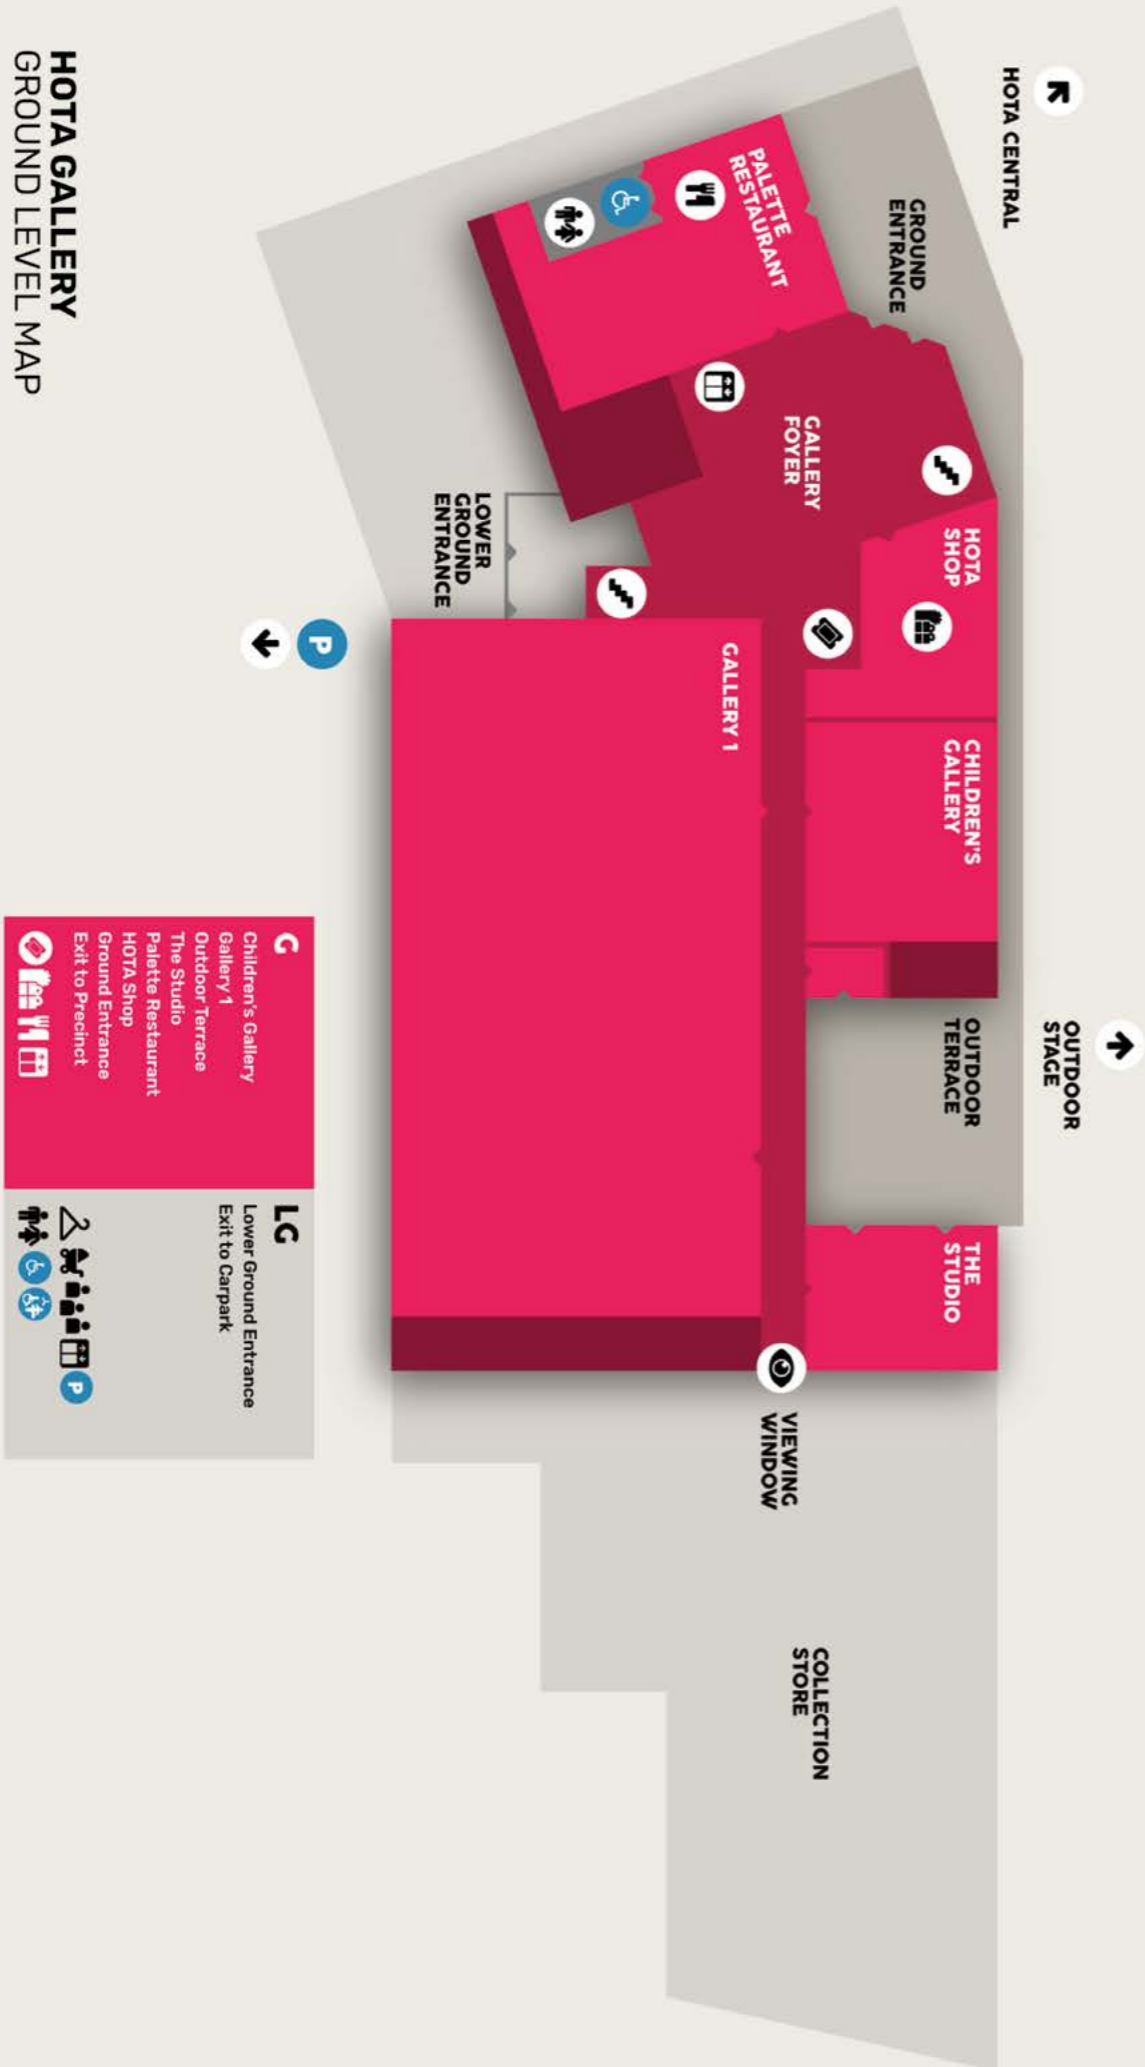 HOTA CENTRAL
OUTDOOR
STAGE
GROUND
ENTRANCE
HOTA
SHOP
CHILDREN'S
GALLERY
OUTDOOR
TERRACE
THE
STUDIO
PALETTE
RESTAURANT
GALLERY
FOYER
GALLERY 1
VIEWING
WINDOW
COLLECTION
STORE
LOWER
GROUND
ENTRANCE
P
G
Children's Gallery
Gallery 1
Outdoor Terrace
The Studio
Palette Restaurant
HOTA Shop
Ground Entrance
Exit to Precinct
LG
Lower Ground Entrance
Exit to Carpark
P
HOTA GALLERY
GROUND LEVEL MAP